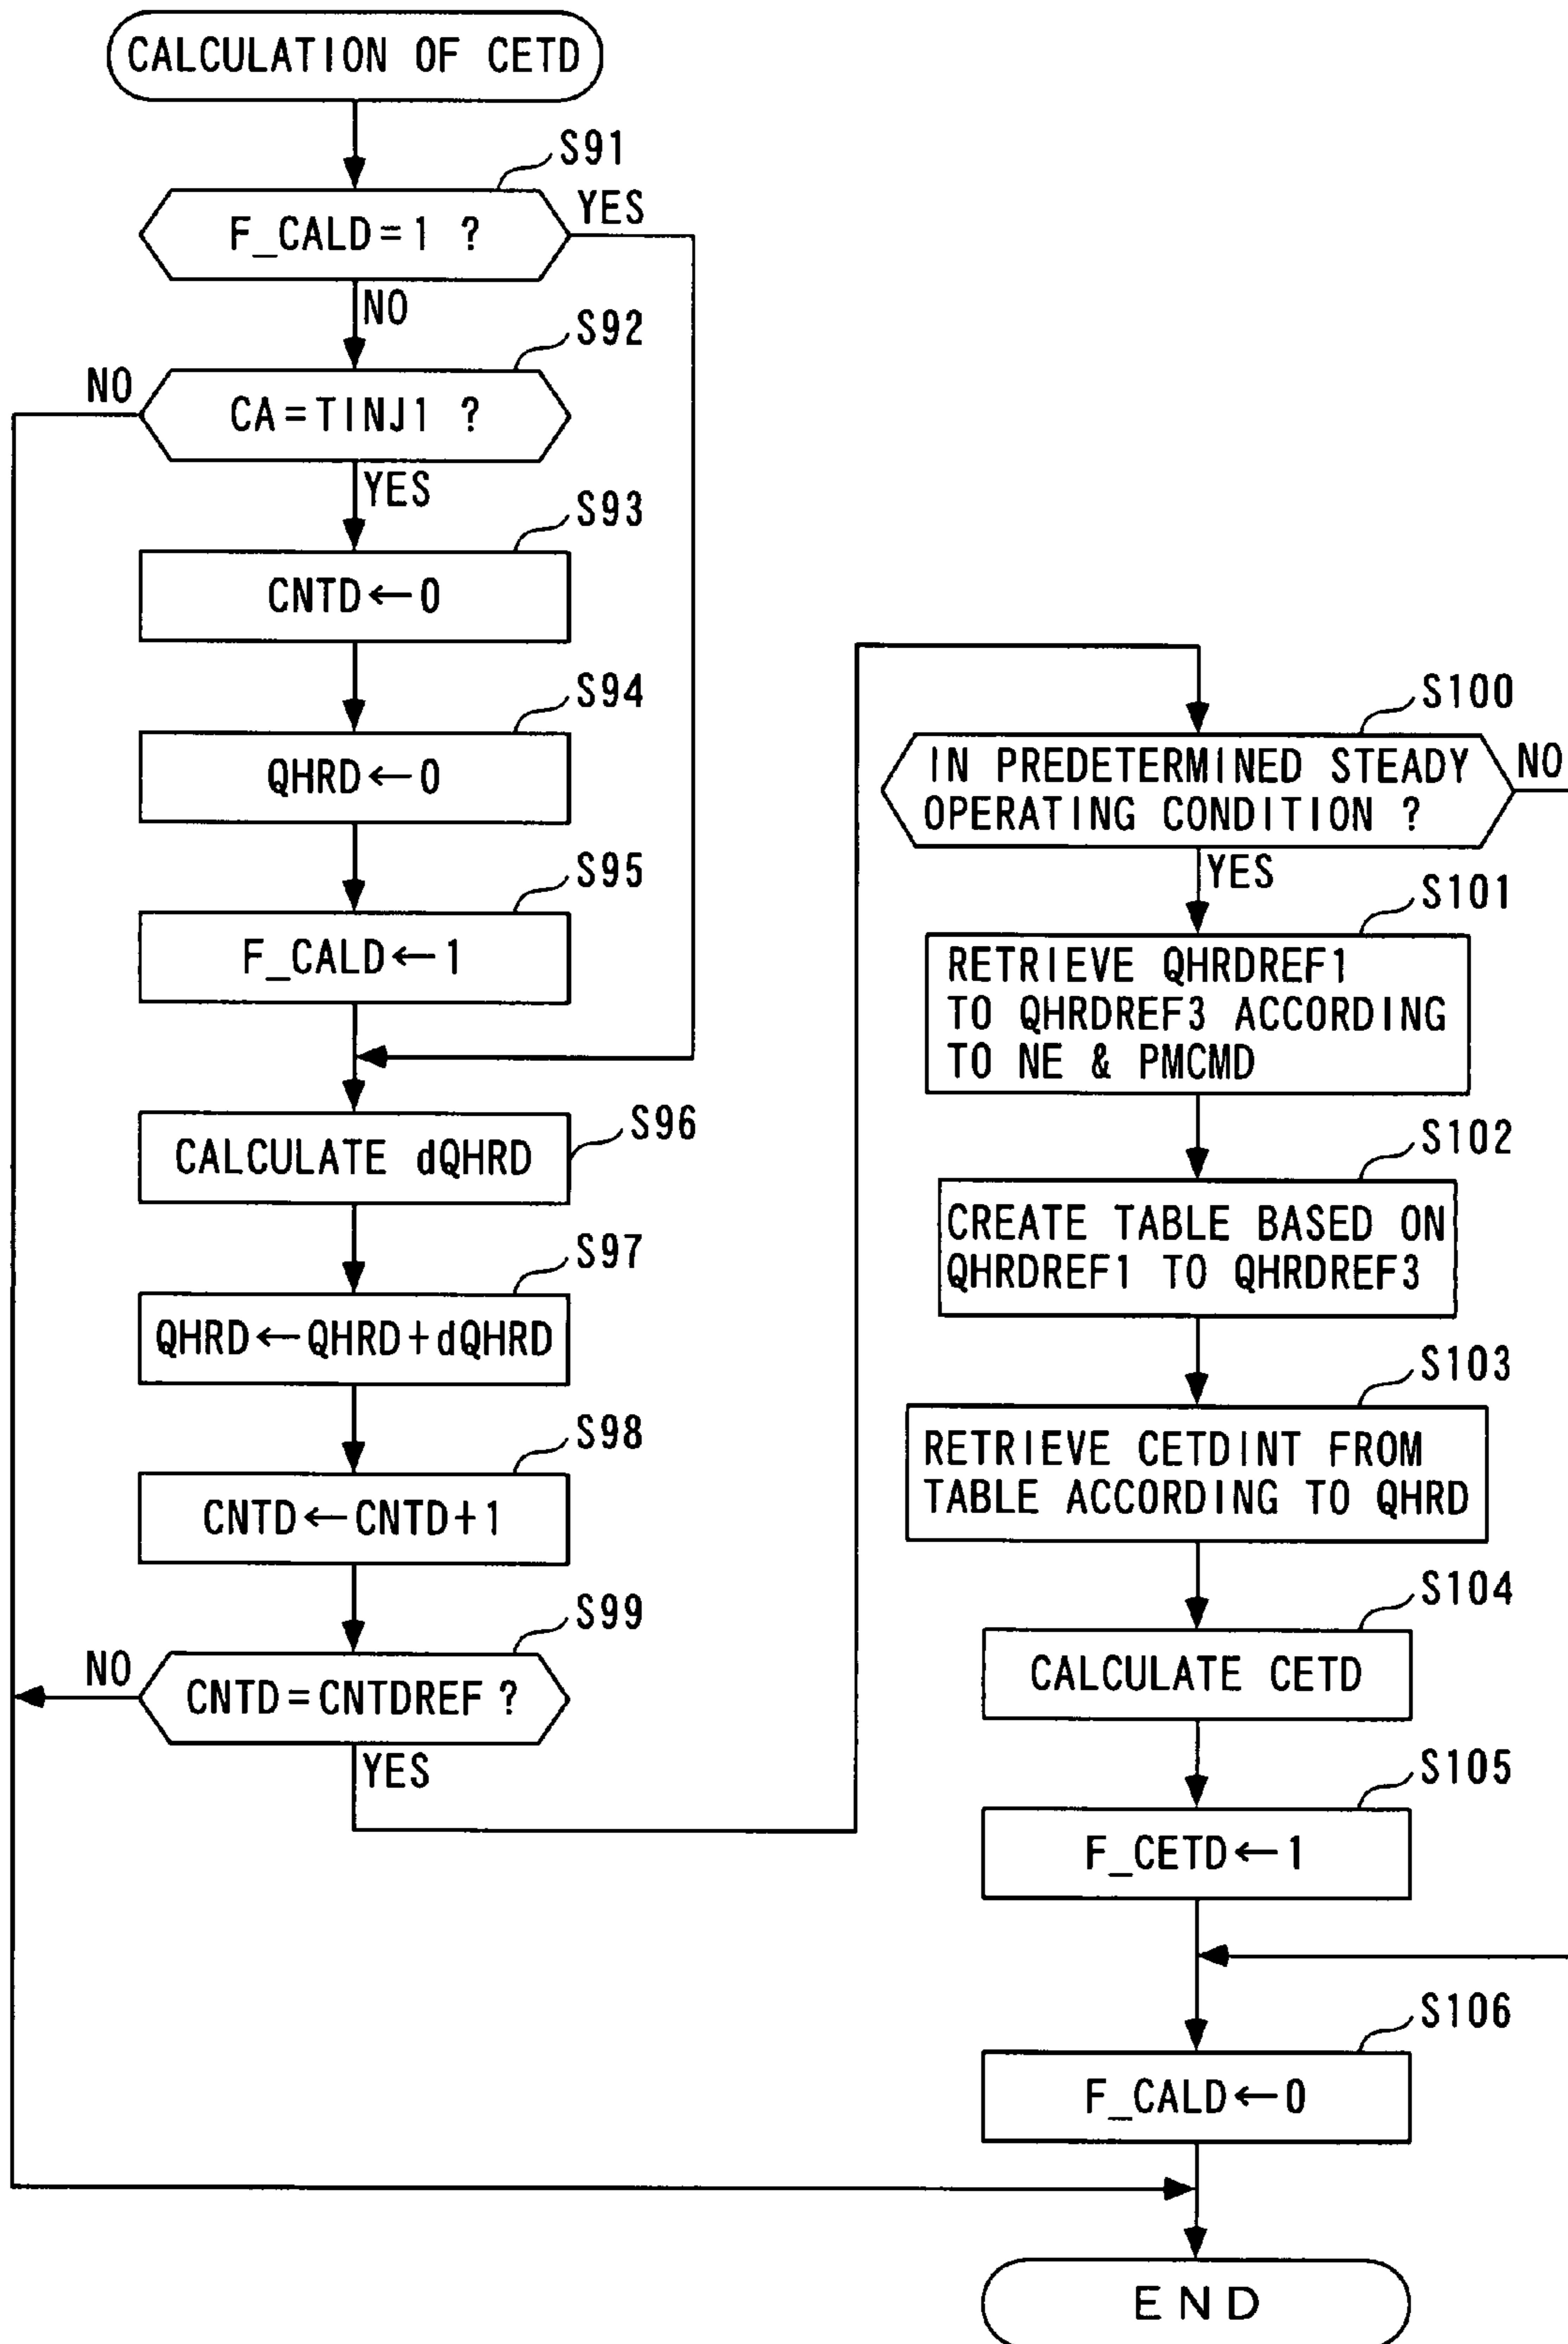 CALCULATION OF CETD
S91
F_CALD=1 ?
YES
NO
S92
NO
CA=TINJ1 ?
YES
S93
CNTD←0
S94
QHRD←0
S95
F_CALD←1
S96
CALCULATE dQHRD
S97
QHRD←QHRD+dQHRD
S98
CNTD←CNTD+1
S99
NO
CNTD=CNTDREF ?
YES
S100
IN PREDETERMINED STEADY
OPERATING CONDITION ?
NO
YES
S101
RETRIEVE QHRDREF1
TO QHRDREF3 ACCORDING
TO NE & PMCMD
S102
CREATE TABLE BASED ON
QHRDREF1 TO QHRDREF3
S103
RETRIEVE CETDINT FROM
TABLE ACCORDING TO QHRD
S104
CALCULATE CETD
S105
F_CETD←1
S106
F_CALD←0
END